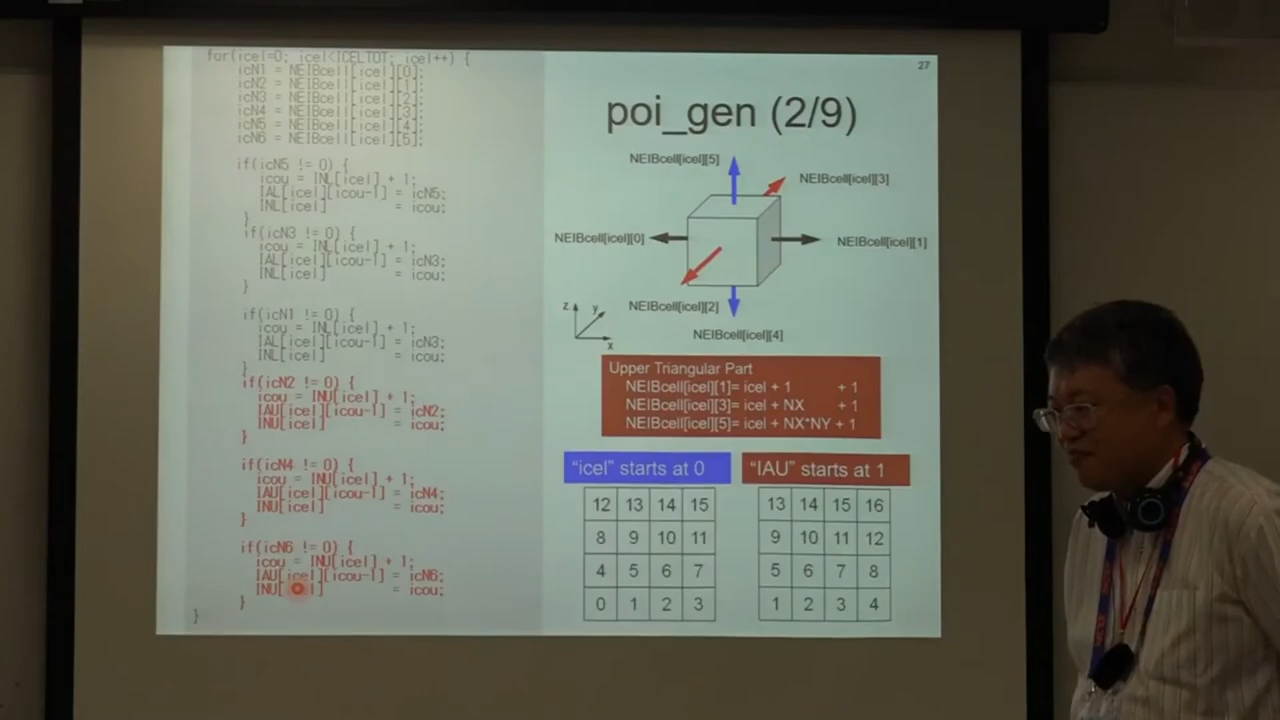 for(icel=0; icel<ICELTOT; icel++) {
icN1 = NEIBcell[icel][0];
icN2 = NEIBcell[icel][1];
icN3 = NEIBcell[icel][2];
icN4 = NEIBcell[icel][3];
icN5 = NEIBcell[icel][4];
icN6 = NEIBcell[icel][5];
if(icN5 != 0) {
icou = INL[icel] + 1;
IAL[icel][icou-1] = icN5;
INL[icel] = icou;
}
if(icN3 != 0) {
icou = INL[icel] + 1;
IAL[icel][icou-1] = icN3;
INL[icel] = icou;
}
if(icN1 != 0) {
icou = INL[icel] + 1;
IAL[icel][icou-1] = icN3;
INL[icel] = icou;
}
if(icN2 != 0) {
icou = INU[icel] + 1;
IAU[icel][icou-1] = icN2;
INU[icel] = icou;
}
if(icN4 != 0) {
icou = INU[icel] + 1;
IAU[icel][icou-1] = icN4;
INU[icel] = icou;
}
if(icN6 != 0) {
icou = INU[icel] + 1;
IAU[icel][icou-1] = icN6;
INU[icel] = icou;
}
}
27
poi_gen (2/9)
NEIBcell[icel][5]
NEIBcell[icel][3]
NEIBcell[icel][0]
NEIBcell[icel][1]
NEIBcell[icel][2]
NEIBcell[icel][4]
z
y
x
Upper Triangular Part
NEIBcell[icel][1]= icel + 1 + 1
NEIBcell[icel][3]= icel + NX + 1
NEIBcell[icel][5]= icel + NX*NY + 1
"icel" starts at 0
12 13 14 15
8 9 10 11
4 5 6 7
0 1 2 3
"IAU" starts at 1
13 14 15 16
9 10 11 12
5 6 7 8
1 2 3 4